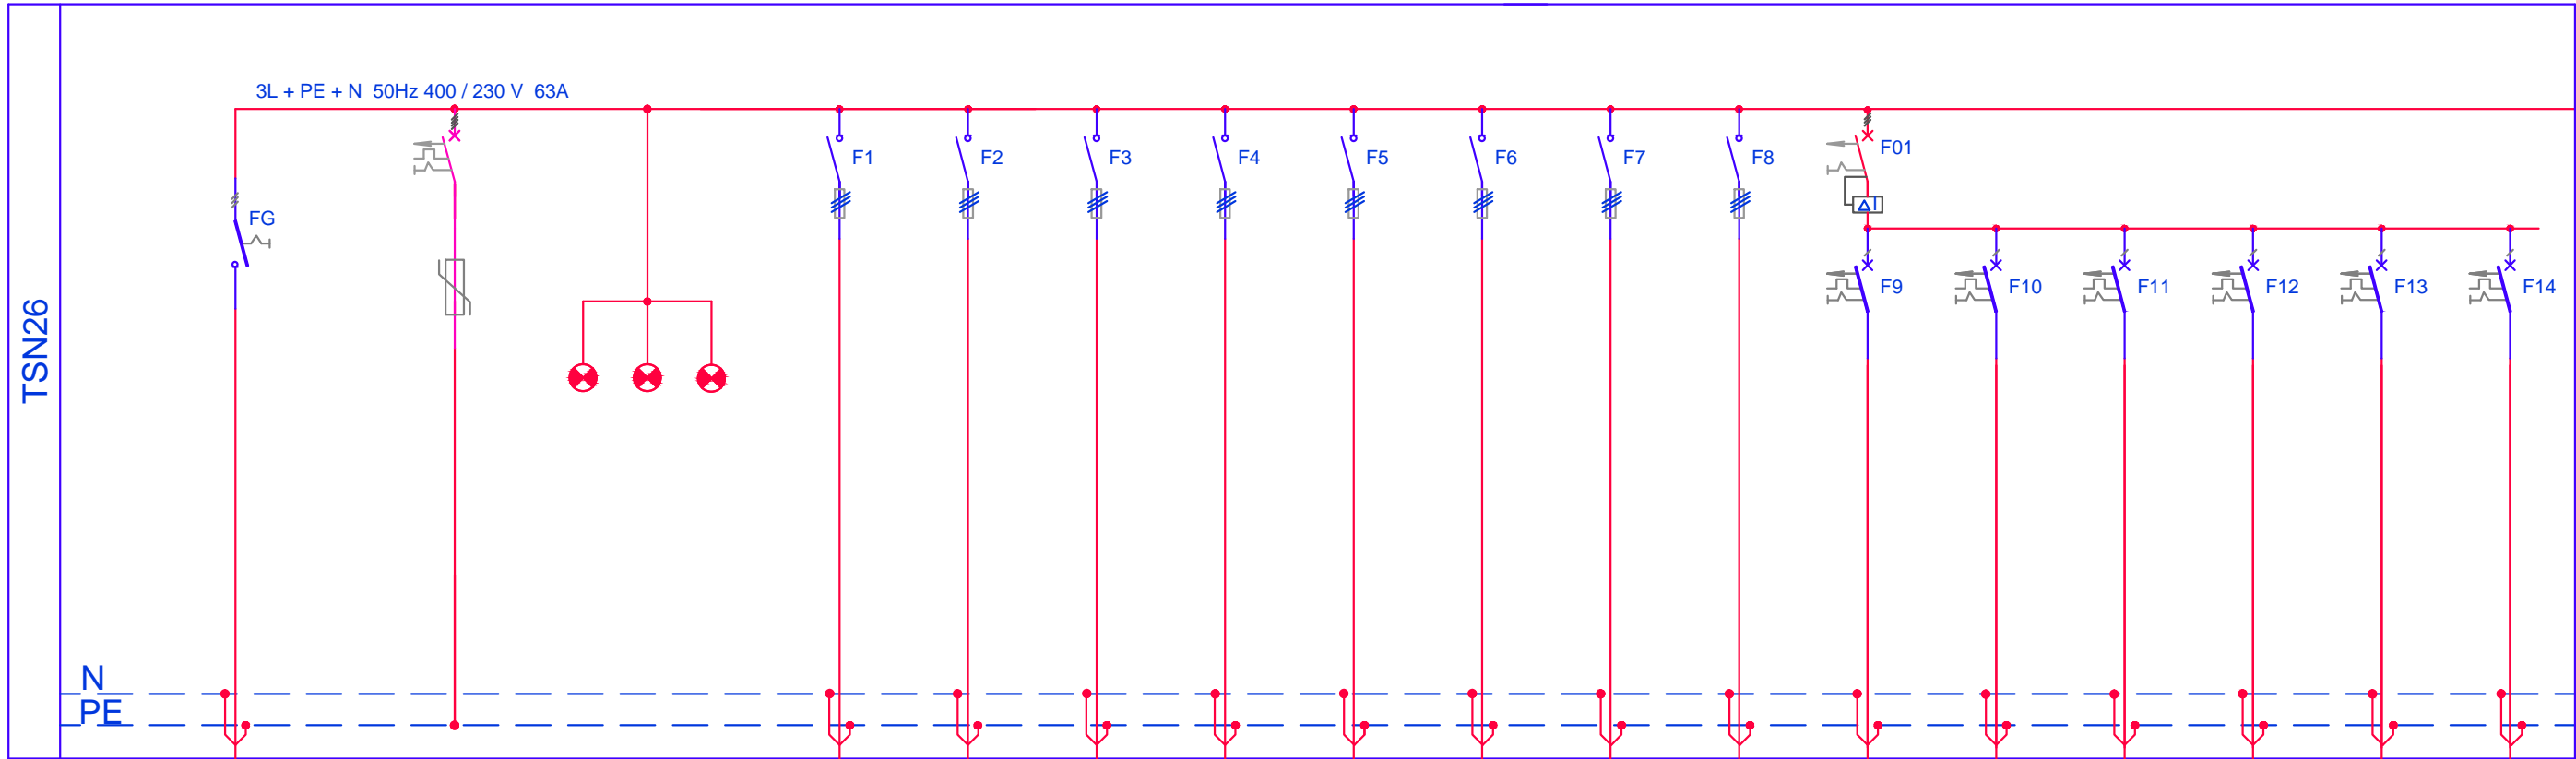 TSN26
3L + PE + N 50Hz 400 / 230 V 63A
FG
F1
F2
F3
F4
F5
F6
F7
F8
F01
ΔI
F9
F10
F11
F12
F13
F14
N
PE